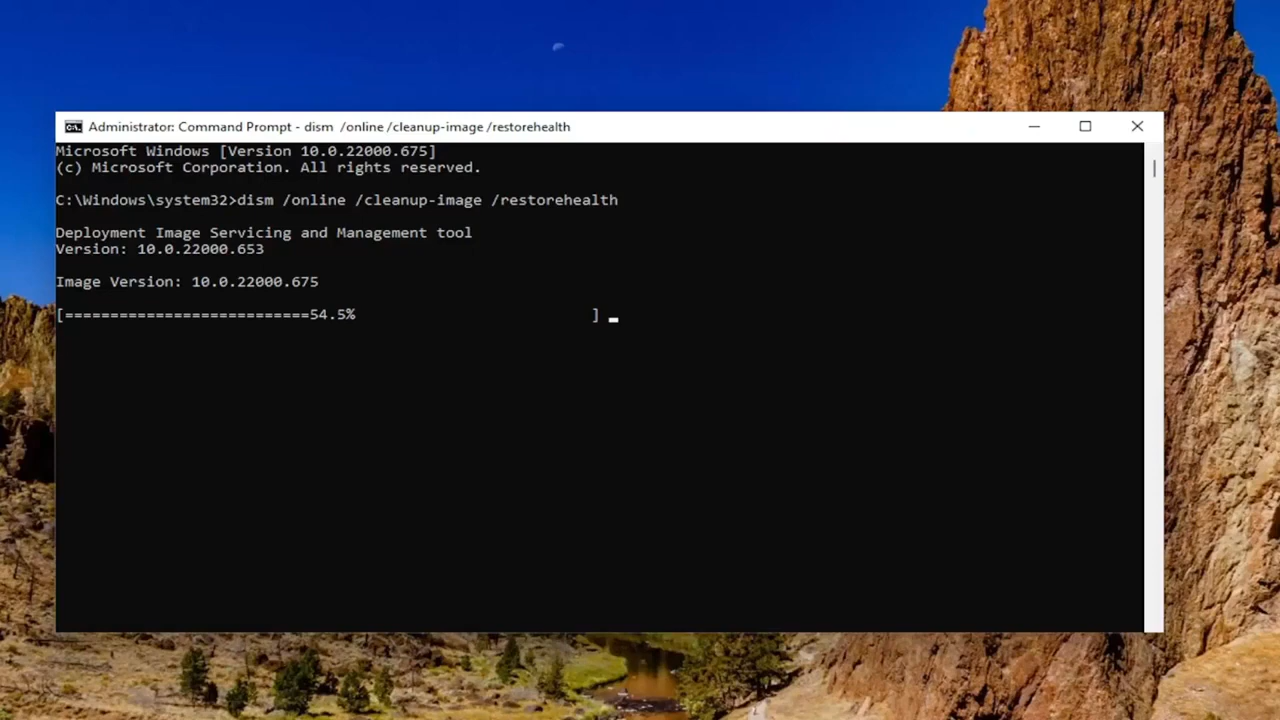 Administrator: Command Prompt - dism  /online /cleanup-image /restorehealth
Microsoft Windows [Version 10.0.22000.675]
(c) Microsoft Corporation. All rights reserved.
C:\Windows\system32>dism /online /cleanup-image /restorehealth
Deployment Image Servicing and Management tool
Version: 10.0.22000.653
Image Version: 10.0.22000.675
[===========================54.5%                          ]